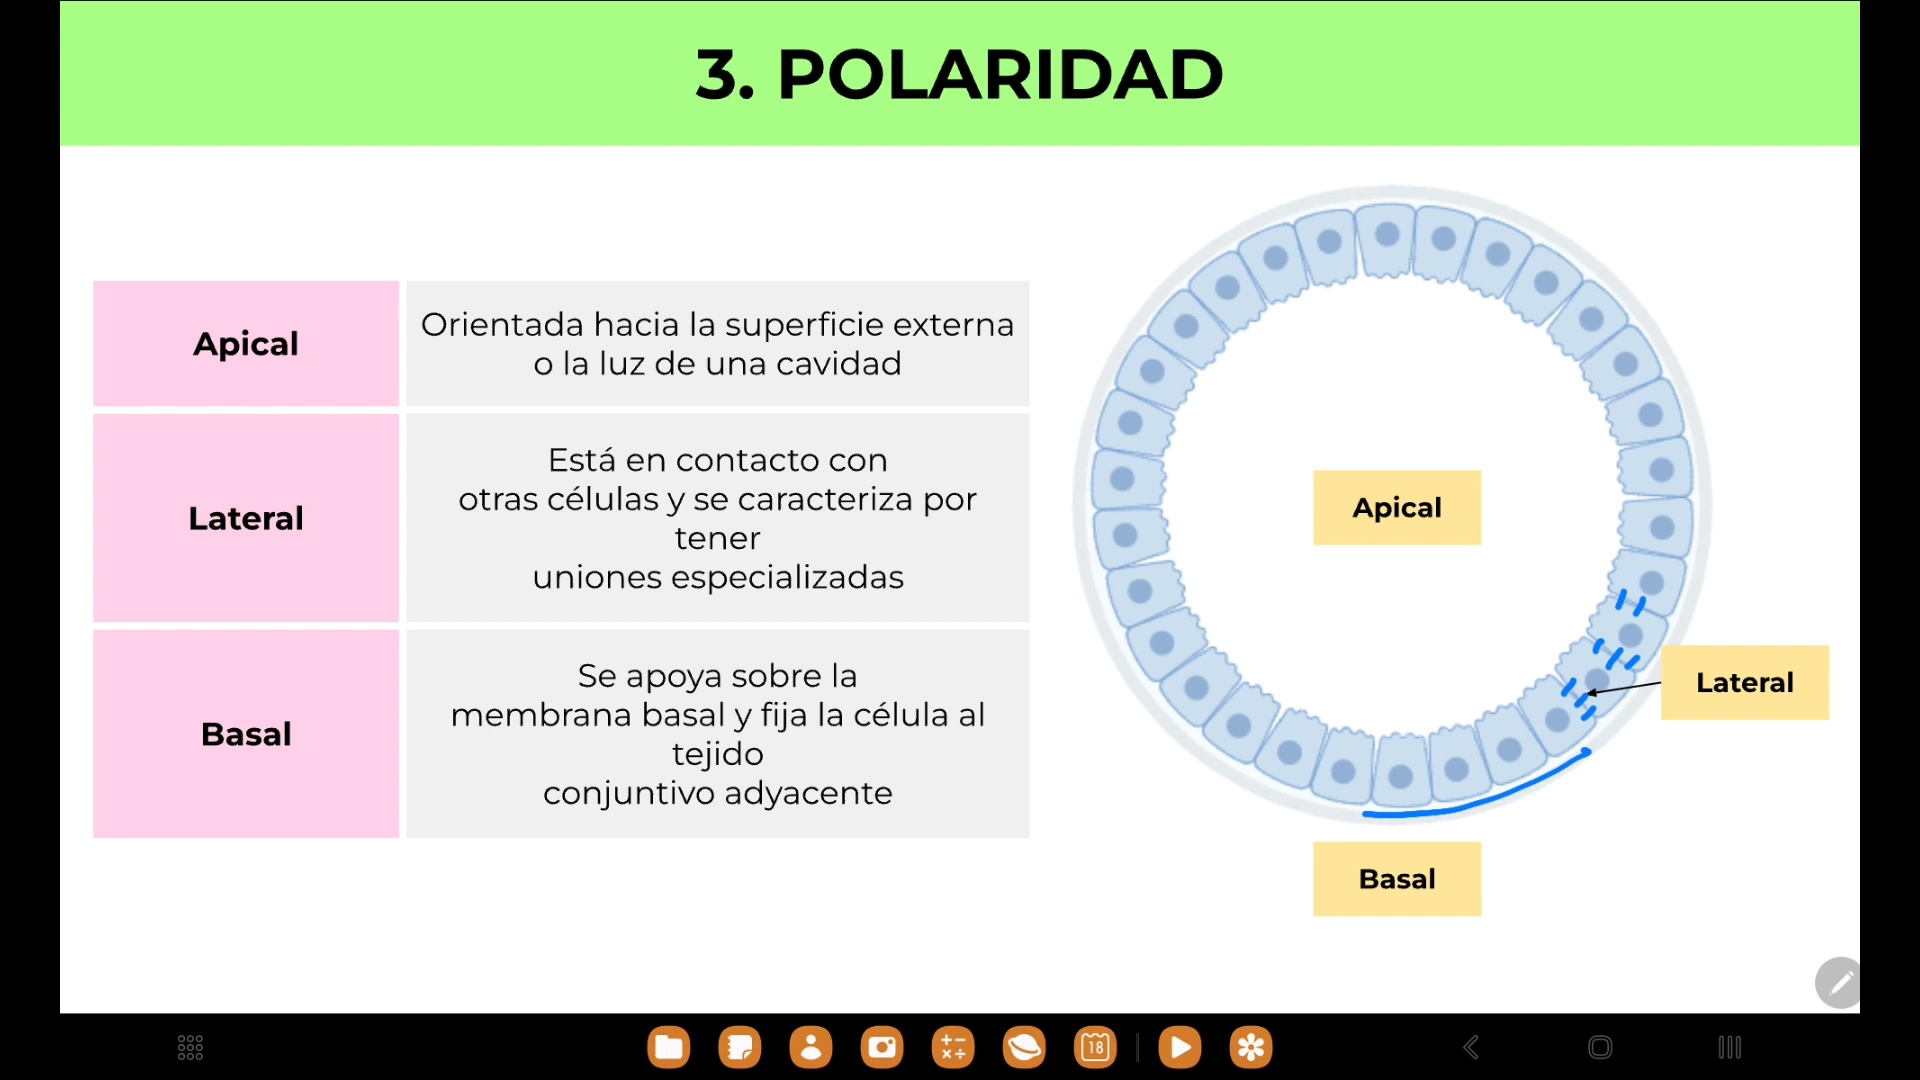 3. POLARIDAD
Apical
Orientada hacia la superficie externa
o la luz de una cavidad
Lateral
Está en contacto con
otras células y se caracteriza por
tener
uniones especializadas
Basal
Se apoya sobre la
membrana basal y fija la célula al
tejido
conjuntivo adyacente
Apical
Lateral
Basal
18